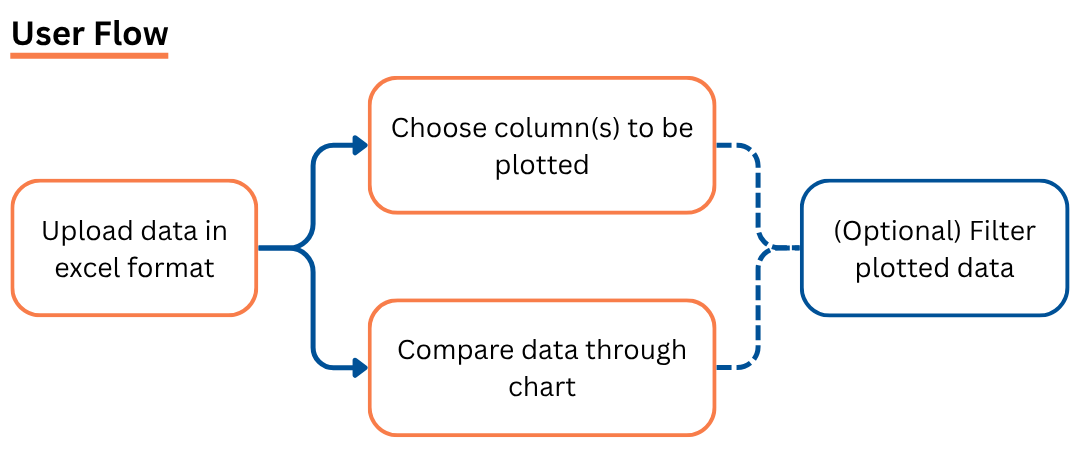 User Flow
Choose column(s) to be
plotted
Upload data in
excel format
(Optional) Filter
plotted data
Compare data through
chart